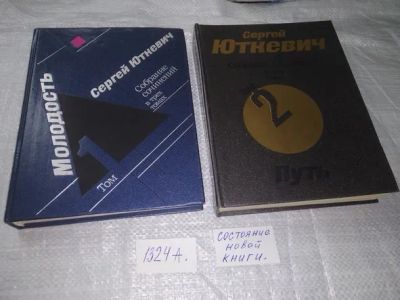 Молодость
1
Том
Сергей Юткевич
Собрание сочинений
в трех
томах
Сергей
Юткевич
2
Путь
1324А.
состояние
новой
книги.